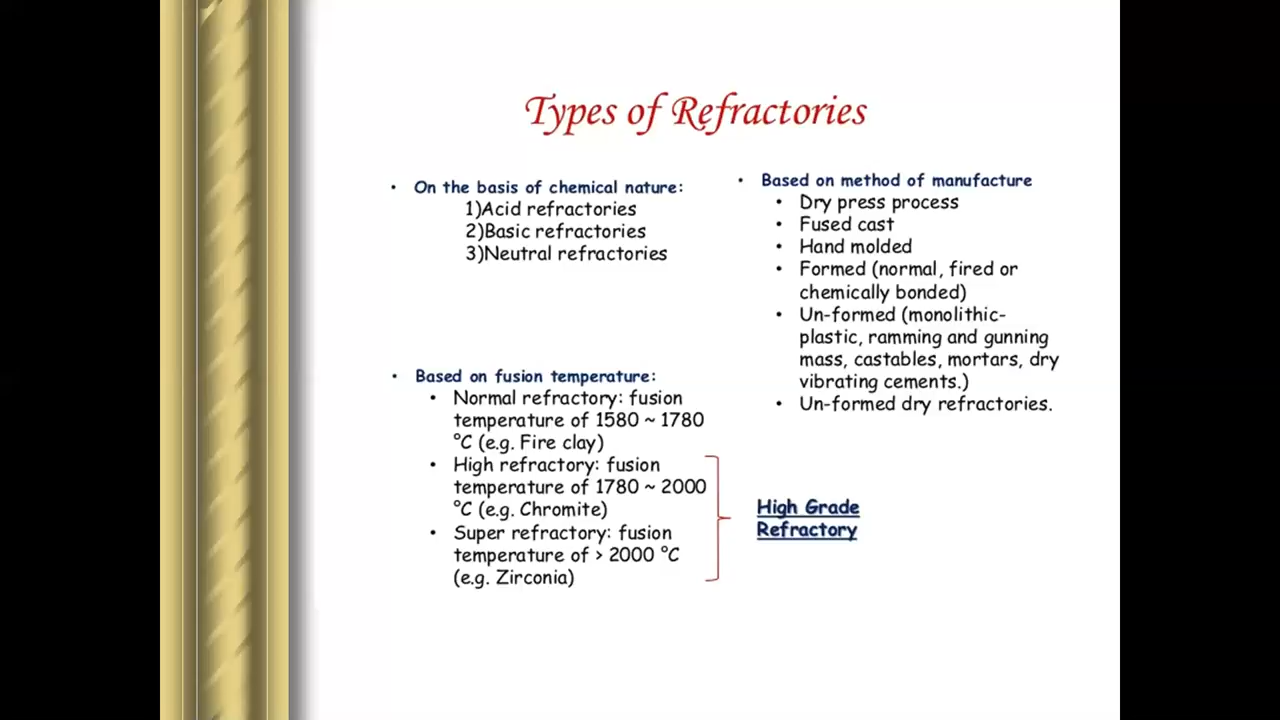 Types of Refractories
• On the basis of chemical nature:
1)Acid refractories
2)Basic refractories
3)Neutral refractories
• Based on fusion temperature:
• Normal refractory: fusion
temperature of 1580 ~ 1780
°C (e.g. Fire clay)
• High refractory: fusion
temperature of 1780 ~ 2000
°C (e.g. Chromite)
• Super refractory: fusion
temperature of > 2000 °C
(e.g. Zirconia)
High Grade
Refractory
• Based on method of manufacture
• Dry press process
• Fused cast
• Hand molded
• Formed (normal, fired or
chemically bonded)
• Un-formed (monolithic-
plastic, ramming and gunning
mass, castables, mortars, dry
vibrating cements.)
• Un-formed dry refractories.